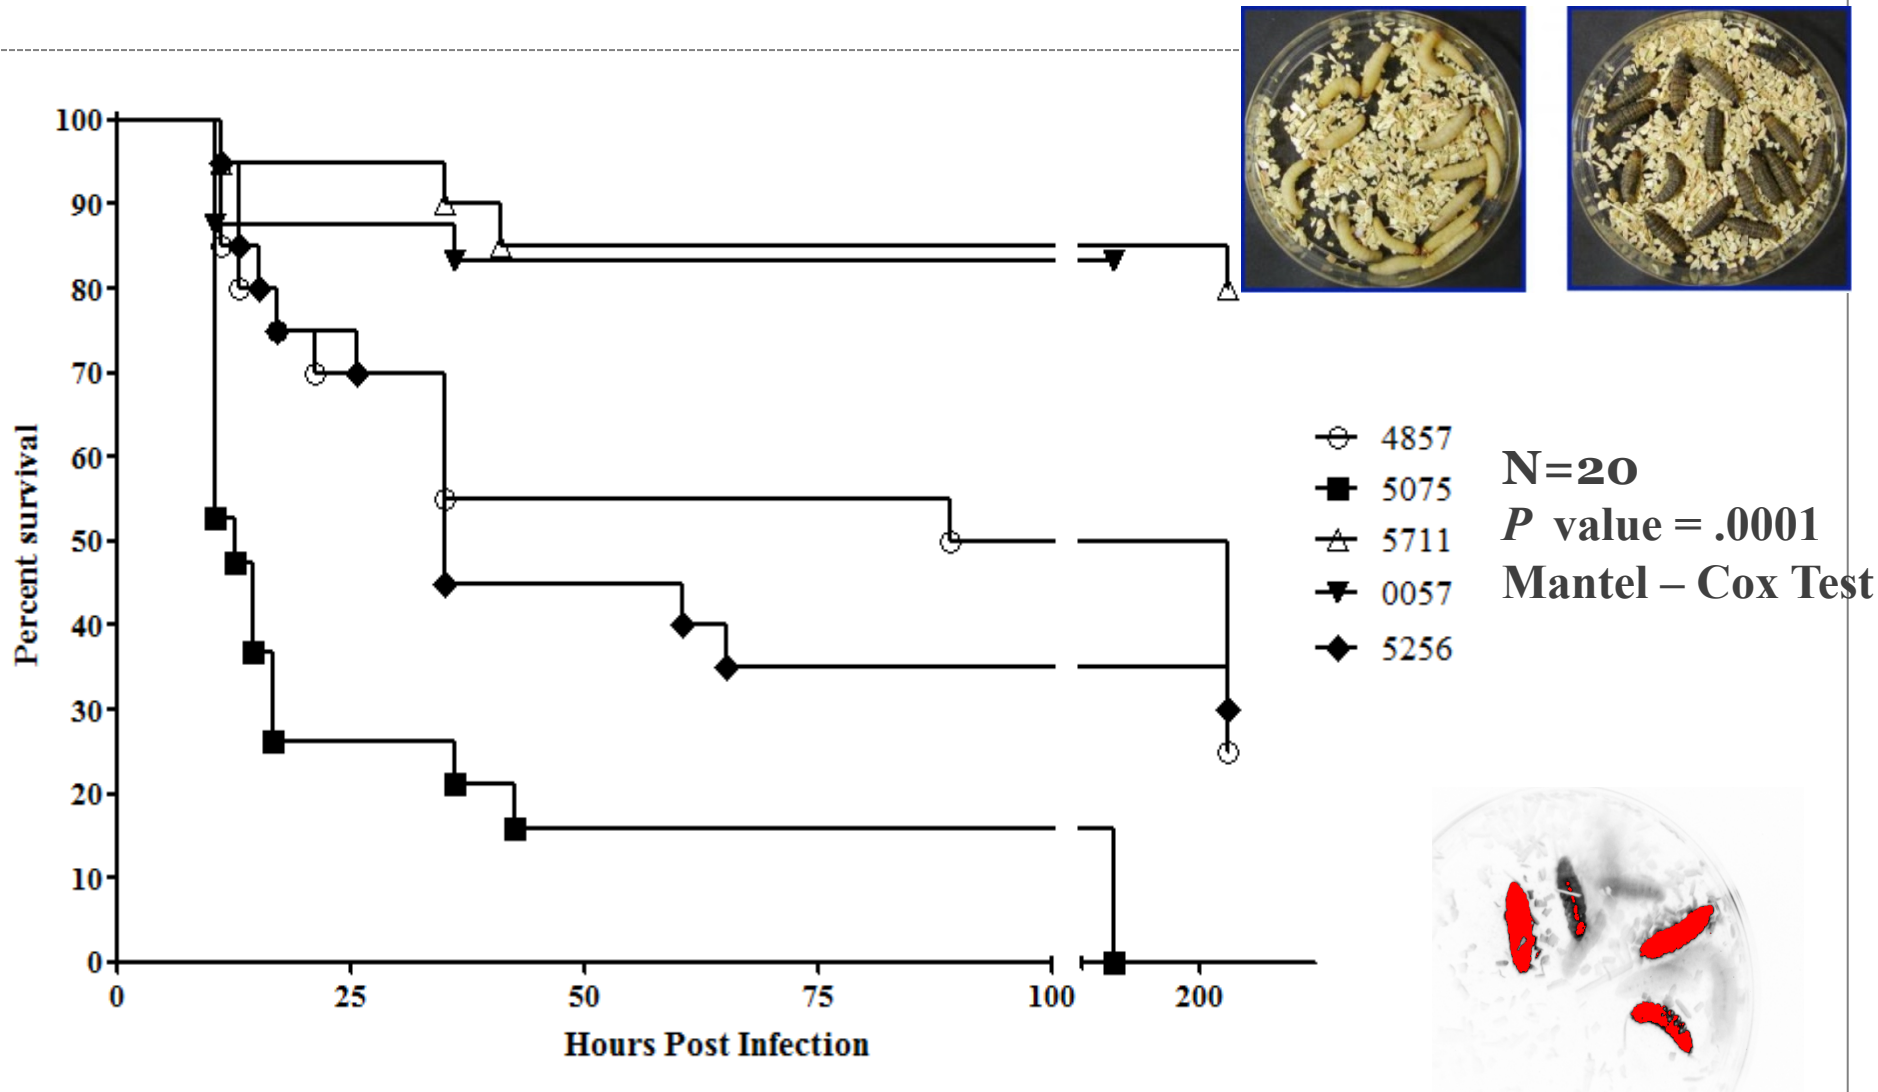 100
90
80
70
60
50
40
30
20
10
0
Percent survival
0 25 50 75 100 200
Hours Post Infection
4857
5075
5711
0057
5256
N=20
P value = .0001
Mantel – Cox Test